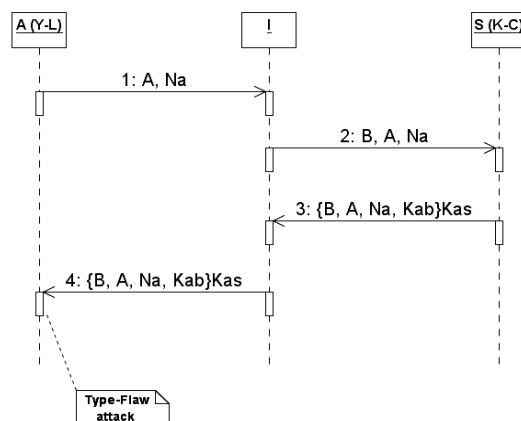 A (Y-L)
I
S (K-C)
1: A, Na
2: B, A, Na
3: {B, A, Na, Kab}Kas
4: {B, A, Na, Kab}Kas
Type-Flaw
attack